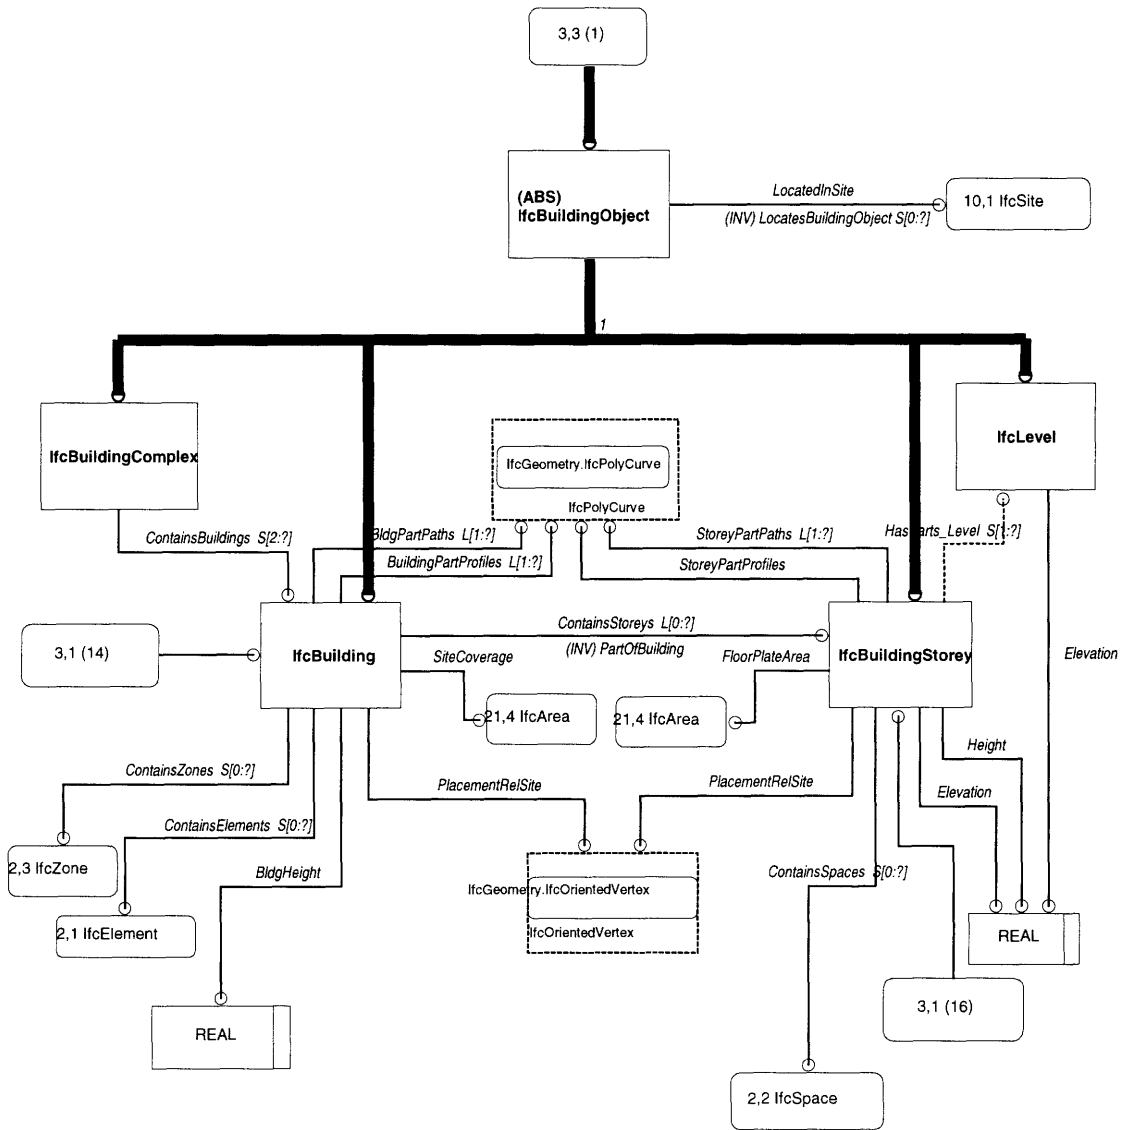 3,3 (1)
(ABS)
IfcBuildingObject
LocatedInSite
(INV) LocatesBuildingObject S[0:?]
10,1 IfcSite
1
IfcBuildingComplex
IfcGeometry.IfcPolyCurve
IfcPolyCurve
IfcLevel
ContainsBuildings S[2:?]
BldgPartPaths L[1:?]
BuildingPartProfiles L[1:?]
StoreyPartPaths L[1:?]
StoreyPartProfiles
HasParts_Level S[1:?]
3,1 (14)
IfcBuilding
ContainsStoreys L[0:?]
(INV) PartOfBuilding
SiteCoverage
FloorPlateArea
IfcBuildingStorey
Elevation
21,4 IfcArea
21,4 IfcArea
ContainsZones S[0:?]
PlacementRelSite
PlacementRelSite
Height
Elevation
ContainsElements S[0:?]
2,3 IfcZone
BldgHeight
ContainsSpaces S[0:?]
IfcGeometry.IfcOrientedVertex
IfcOrientedVertex
2,1 IfcElement
REAL
3,1 (16)
REAL
2,2 IfcSpace